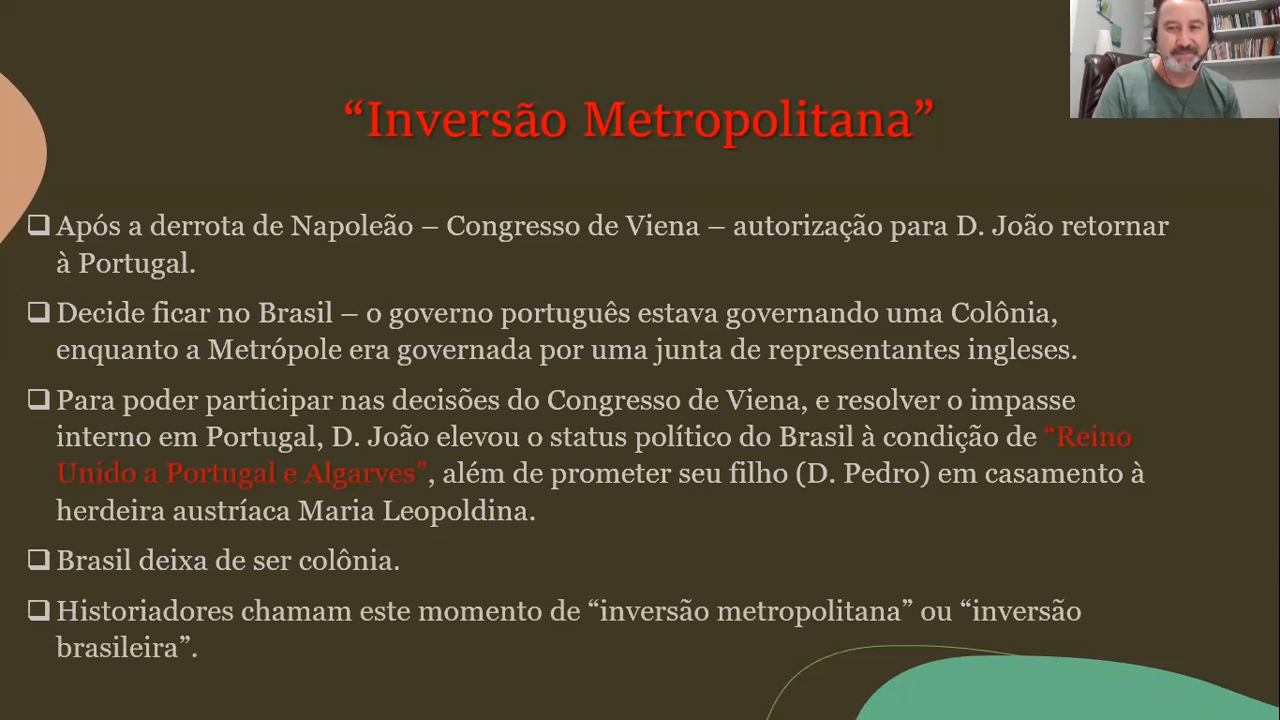 “Inversão Metropolitana”
❑ Após a derrota de Napoleão – Congresso de Viena – autorização para D. João retornar
à Portugal.
❑ Decide ficar no Brasil – o governo português estava governando uma Colônia,
enquanto a Metrópole era governada por uma junta de representantes ingleses.
❑ Para poder participar nas decisões do Congresso de Viena, e resolver o impasse
interno em Portugal, D. João elevou o status político do Brasil à condição de “Reino
Unido a Portugal e Algarves”, além de prometer seu filho (D. Pedro) em casamento à
herdeira austríaca Maria Leopoldina.
❑ Brasil deixa de ser colônia.
❑ Historiadores chamam este momento de “inversão metropolitana” ou “inversão
brasileira”.